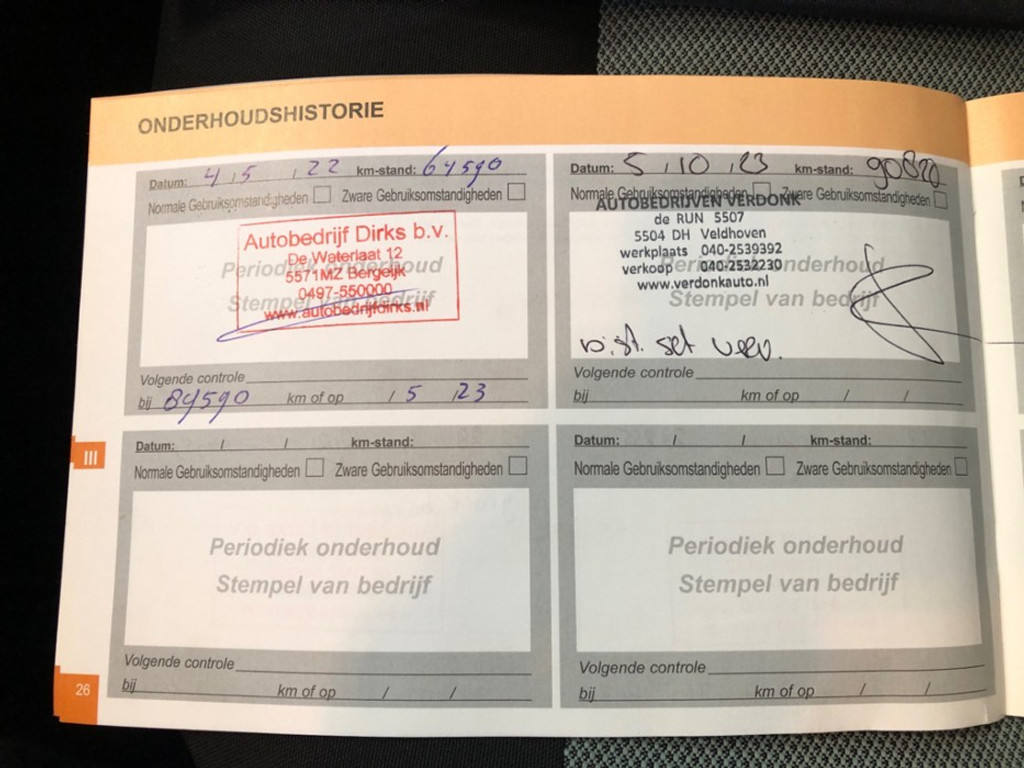 ONDERHOUDSHISTORIE
Datum: 4 / 5 / 22 km-stand: 64590
Normale Gebruiksomstandigheden Zware Gebruiksomstandigheden
Periodiek onderhoud
Stempel van bedrijf
Autobedrijf Dirks b.v.
De Waterlaat 12
5571MZ Bergeijk
0497-550000
www.autobedrijfdirks.nl
Volgende controle
bij 84590 km of op / 5 / 23
Datum: 5 / 10 / 23 km-stand: 90820
Normale Gebruiksomstandigheden Zware Gebruiksomstandigheden
AUTOBEDRIJVEN VERDONK
de RUN 5507
5504 DH Veldhoven
werkplaats 040-2539392
verkoop 040-2532230
www.verdonkauto.nl
Periodiek onderhoud
Stempel van bedrijf
set
Volgende controle
bij km of op / /
III
Datum: / / km-stand:
Normale Gebruiksomstandigheden Zware Gebruiksomstandigheden
Periodiek onderhoud
Stempel van bedrijf
Volgende controle
bij km of op / /
Datum: / / km-stand:
Normale Gebruiksomstandigheden Zware Gebruiksomstandigheden
Periodiek onderhoud
Stempel van bedrijf
Volgende controle
bij km of op / /
26